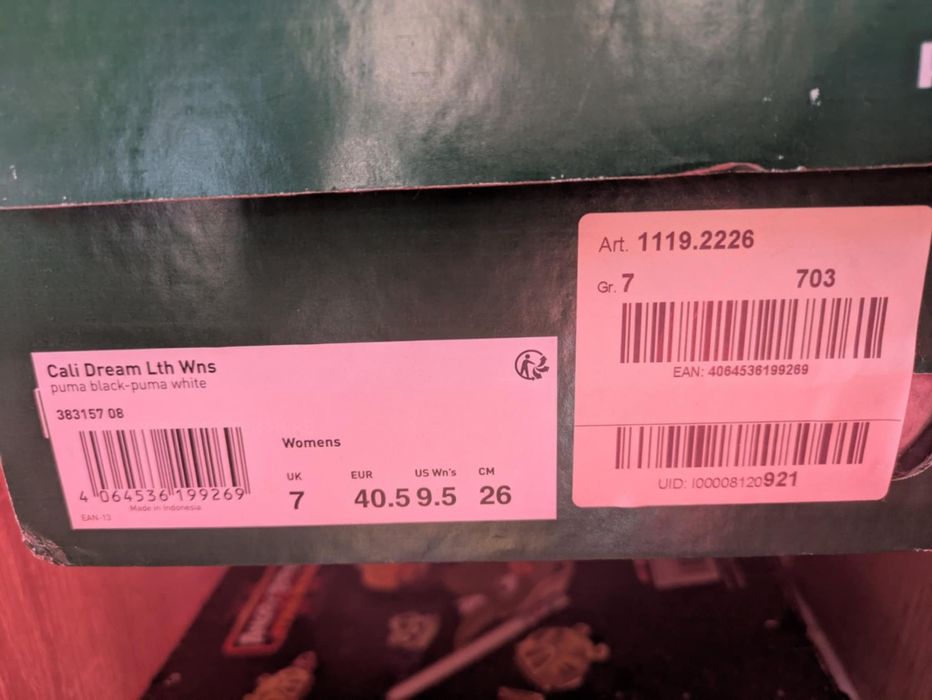 Cali Dream Lth Wns
puma black-puma white
383157 08
4 064536 199269
Made in Indonesia
EAN-13
Womens
UK EUR US Wn's CM
7 40.5 9.5 26
Art. 1119.2226
Gr. 7 703
EAN: 4064536199269
UID: I00008120921